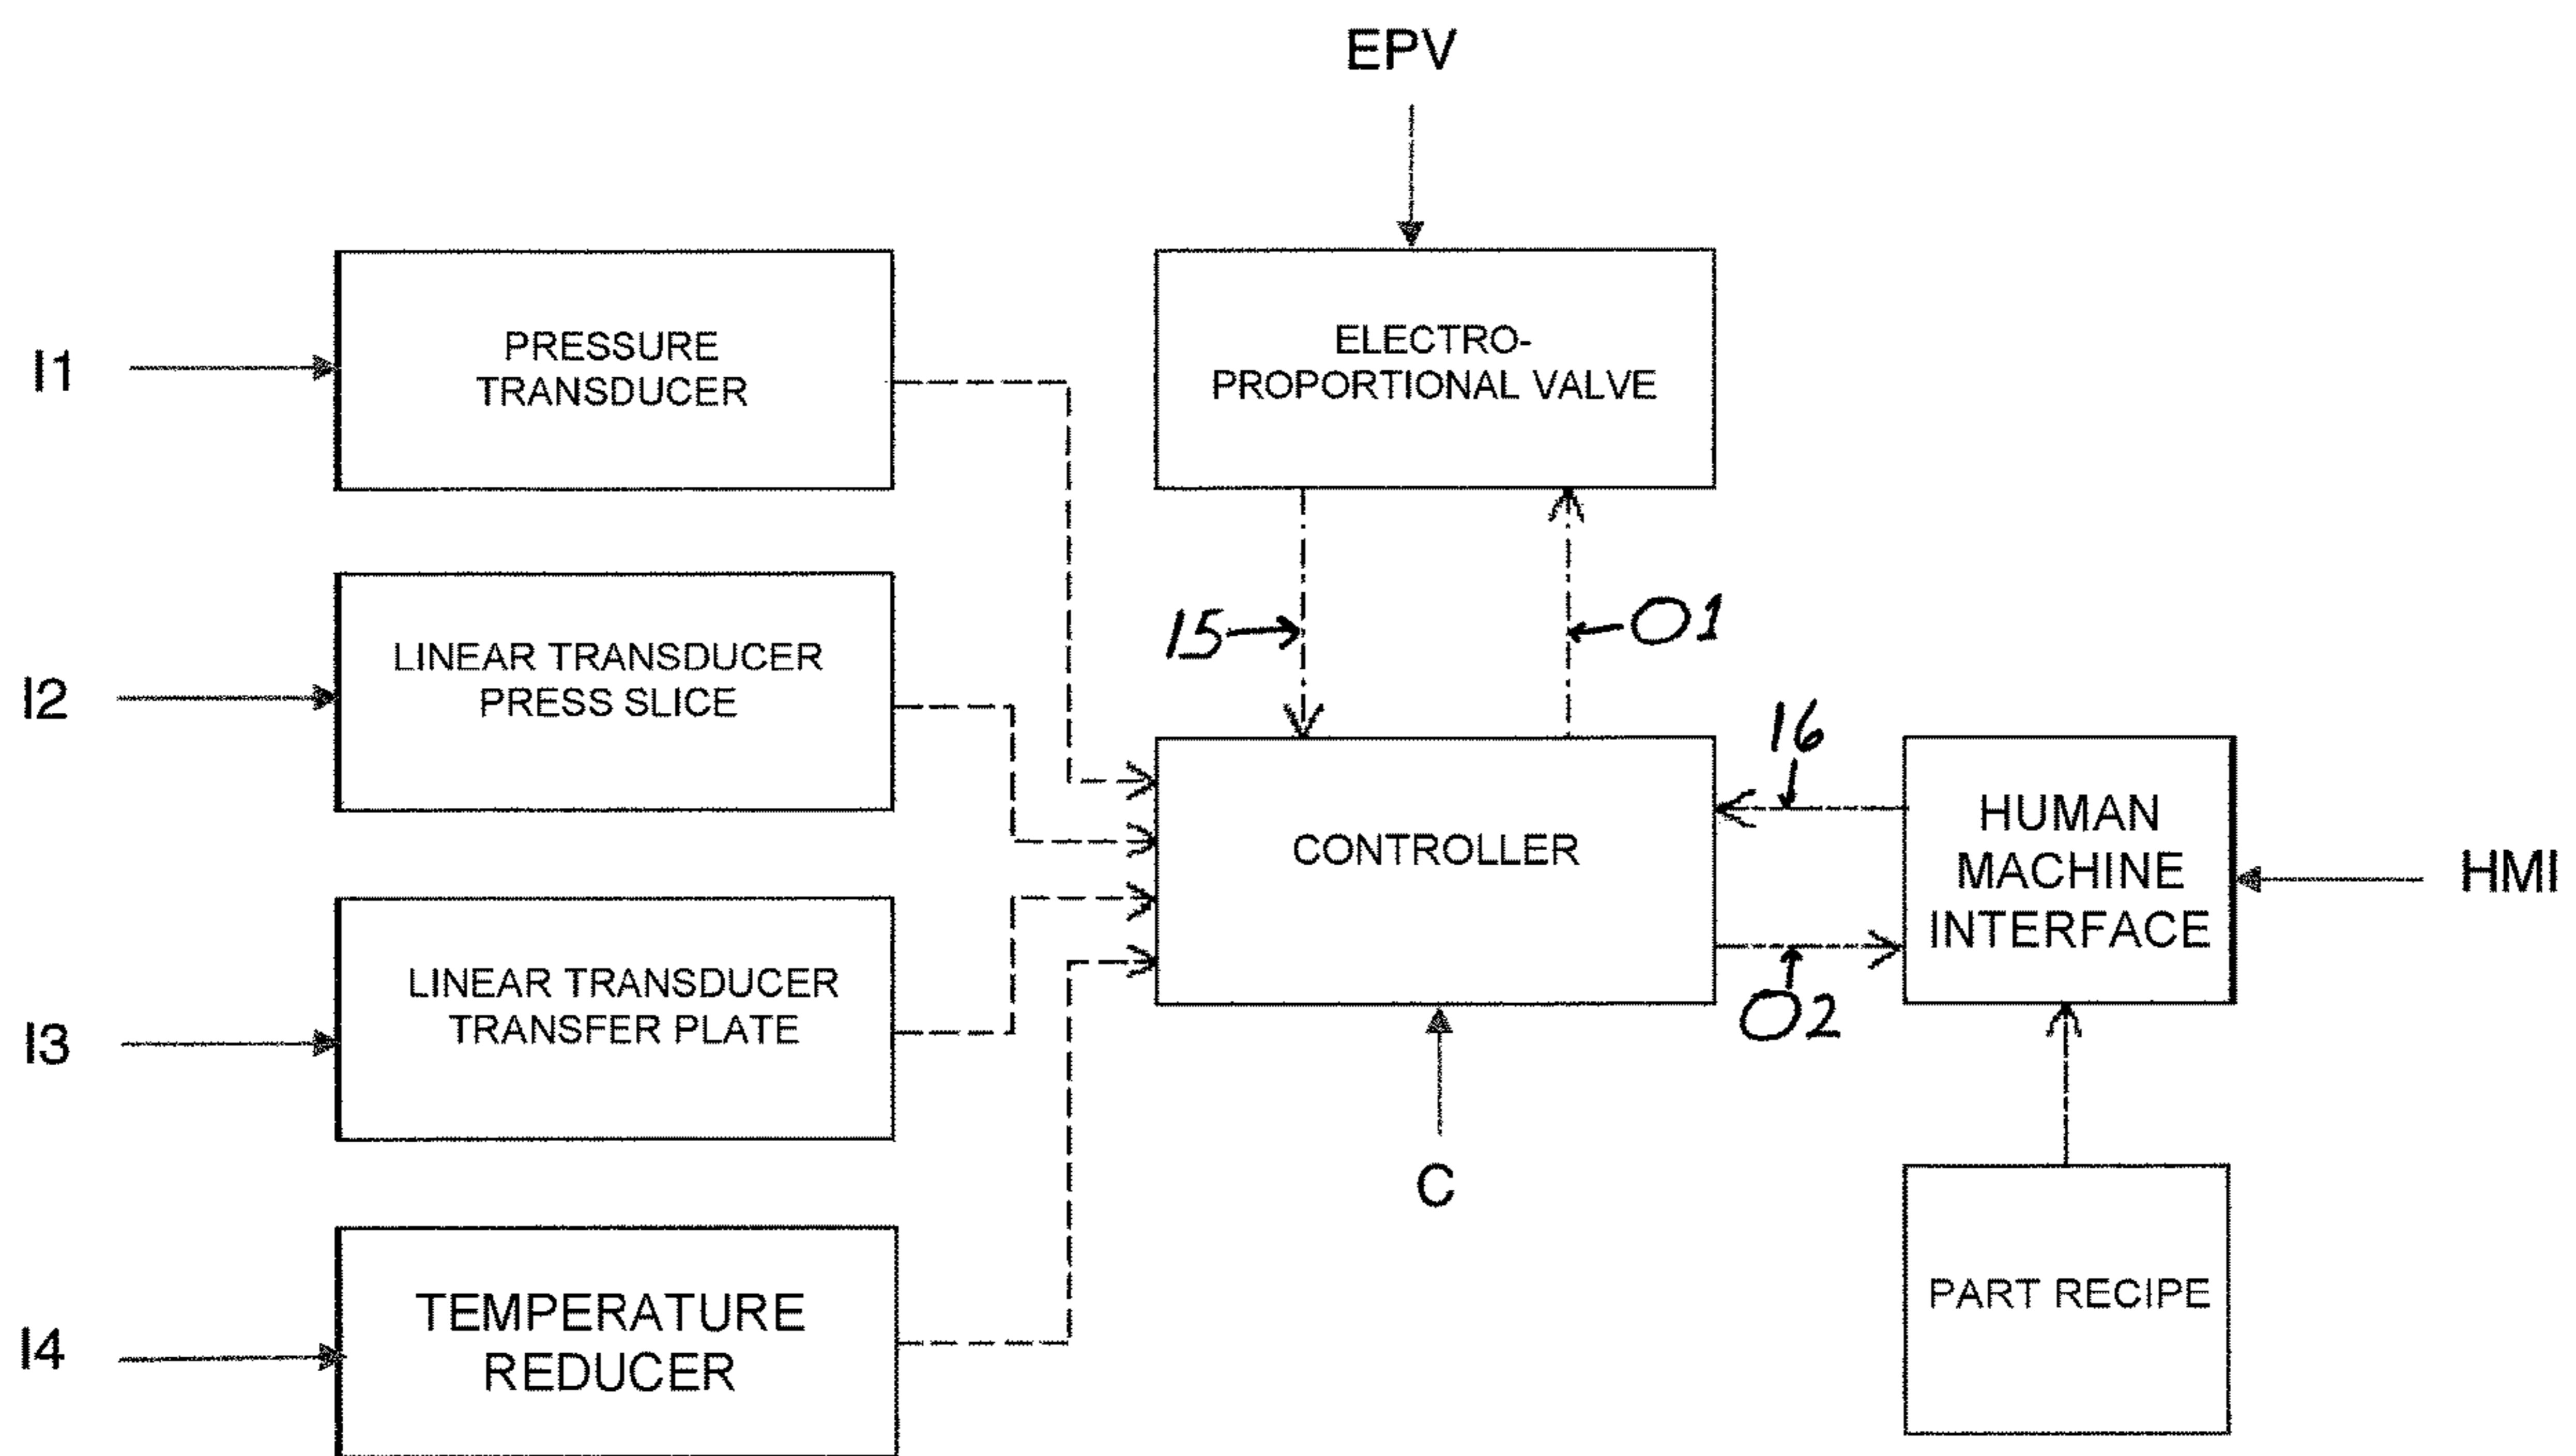 EPV
I1
PRESSURE
TRANSDUCER
ELECTRO-
PROPORTIONAL VALVE
I2
LINEAR TRANSDUCER
PRESS SLICE
I5
O1
I3
LINEAR TRANSDUCER
TRANSFER PLATE
CONTROLLER
I6
O2
HUMAN
MACHINE
INTERFACE
HMI
C
I4
TEMPERATURE
REDUCER
PART RECIPE